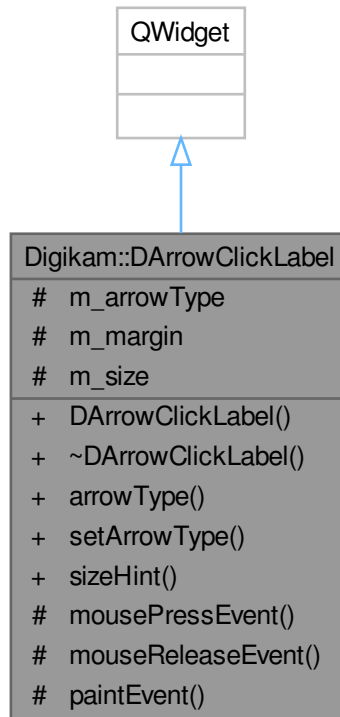 QWidget
Digikam::DArrowClickLabel
# m_arrowType
# m_margin
# m_size
+ DArrowClickLabel()
+ ~DArrowClickLabel()
+ arrowType()
+ setArrowType()
+ sizeHint()
# mousePressEvent()
# mouseReleaseEvent()
# paintEvent()